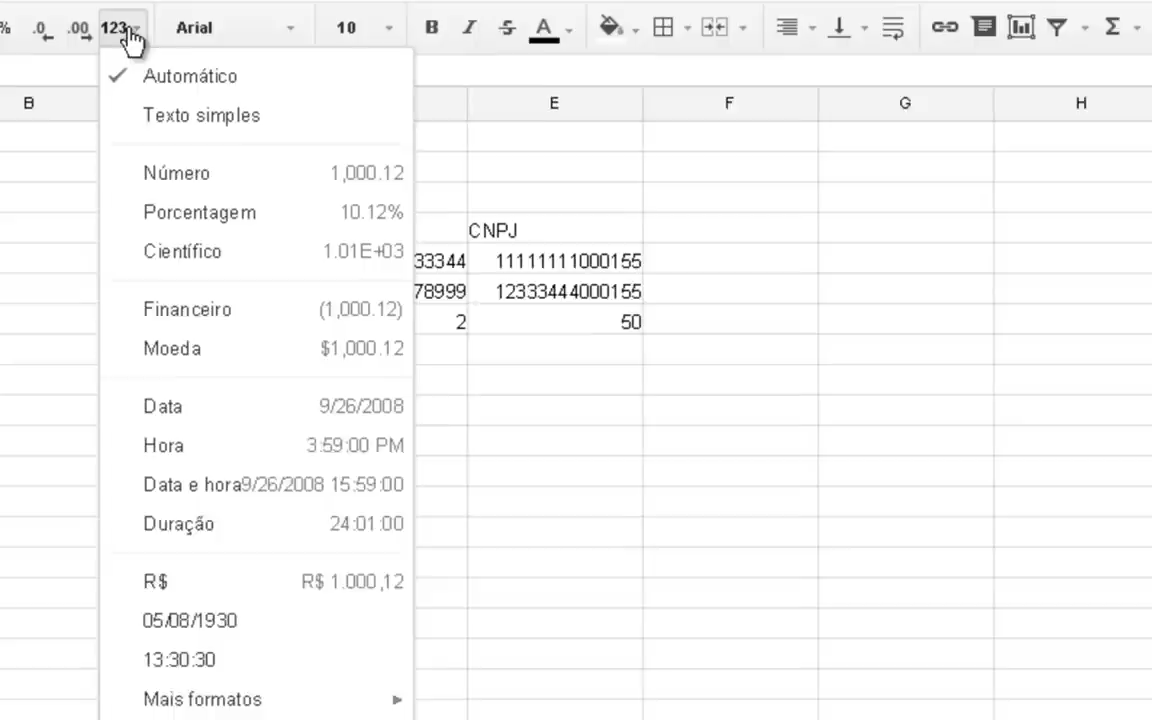 % .0 .00 123 Arial 10 B I S A Σ
B E F G H
Automático
Texto simples
Número 1,000.12
Porcentagem 10.12%
Científico 1.01E+03
Financeiro (1,000.12)
Moeda $1,000.12
Data 9/26/2008
Hora 3:59:00 PM
Data e hora 9/26/2008 15:59:00
Duração 24:01:00
R$ R$ 1.000,12
05/08/1930
13:30:30
Mais formatos
CNPJ
33344 11111111000155
78999 12333444000155
2 50